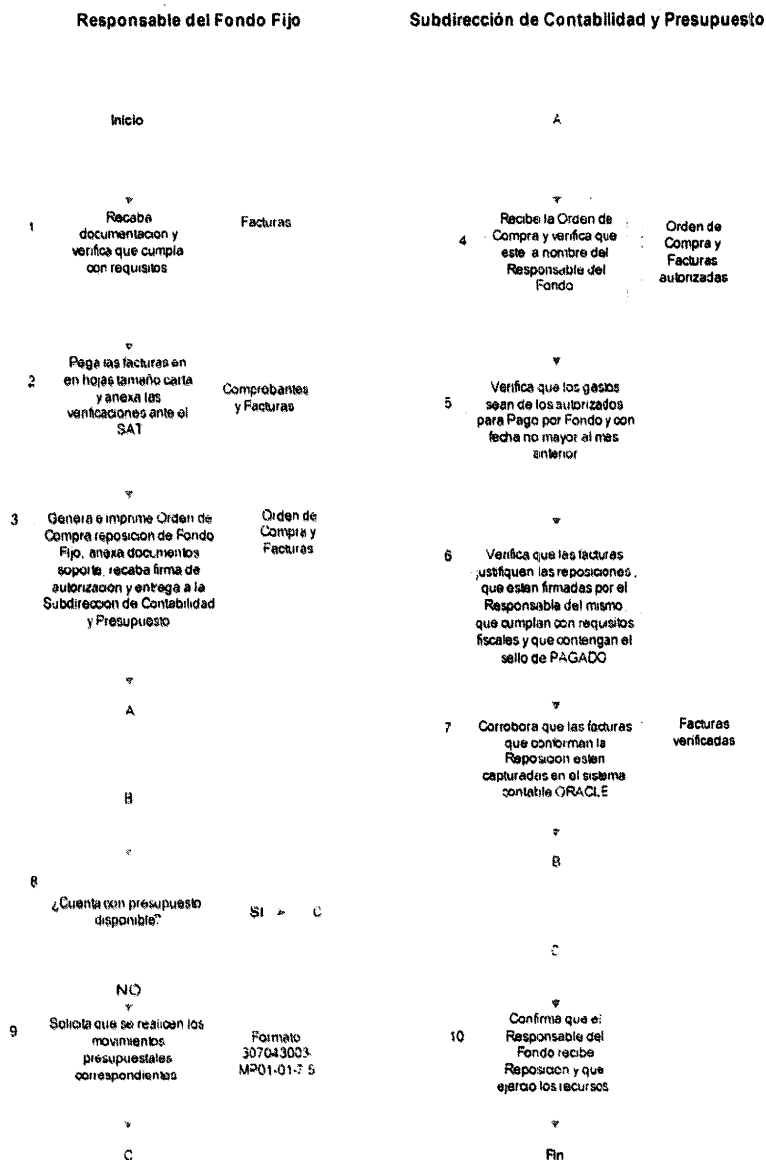 Responsable del Fondo Fijo
Inicio
1
Recaba
documentacion y
verifica que cumpla
con requisitos
Facturas
2
Pega las facturas en
en hojas tamaño carta
y anexa las
verificaciones ante el
SAT
Comprobantes
y Facturas
3
Genera e imprime Orden de
Compra reposicion de Fondo
Fijo, anexa documentos
soporte, recaba firma de
autorización y entrega a la
Subdireccion de Contabilidad
y Presupuesto
Orden de
Compra y
Facturas
A
B
8
¿Cuenta con presupuesto
disponible?
SI
C
NO
9
Solicita que se realicen los
movimientos
presupuestales
correspondientes
Formato
307043003-
MP01-01-7.5
C
Subdirección de Contabilidad y Presupuesto
A
4
Recibe la Orden de
Compra y verifica que
este a nombre del
Responsable del
Fondo
Orden de
Compra y
Facturas
autorizadas
5
Verifica que los gastos
sean de los autorizados
para Pago por Fondo y con
fecha no mayor al mes
anterior
6
Verifica que las facturas
justifiquen las reposiciones,
que esten firmadas por el
Responsable del mismo
que cumplan con requisitos
fiscales y que contengan el
sello de PAGADO
7
Corrobora que las facturas
que conforman la
Reposicion esten
capturadas en el sistema
contable ORACLE
Facturas
verificadas
B
C
10
Confirma que el
Responsable del
Fondo recibe
Reposicion y que
ejercio los recursos
Fin